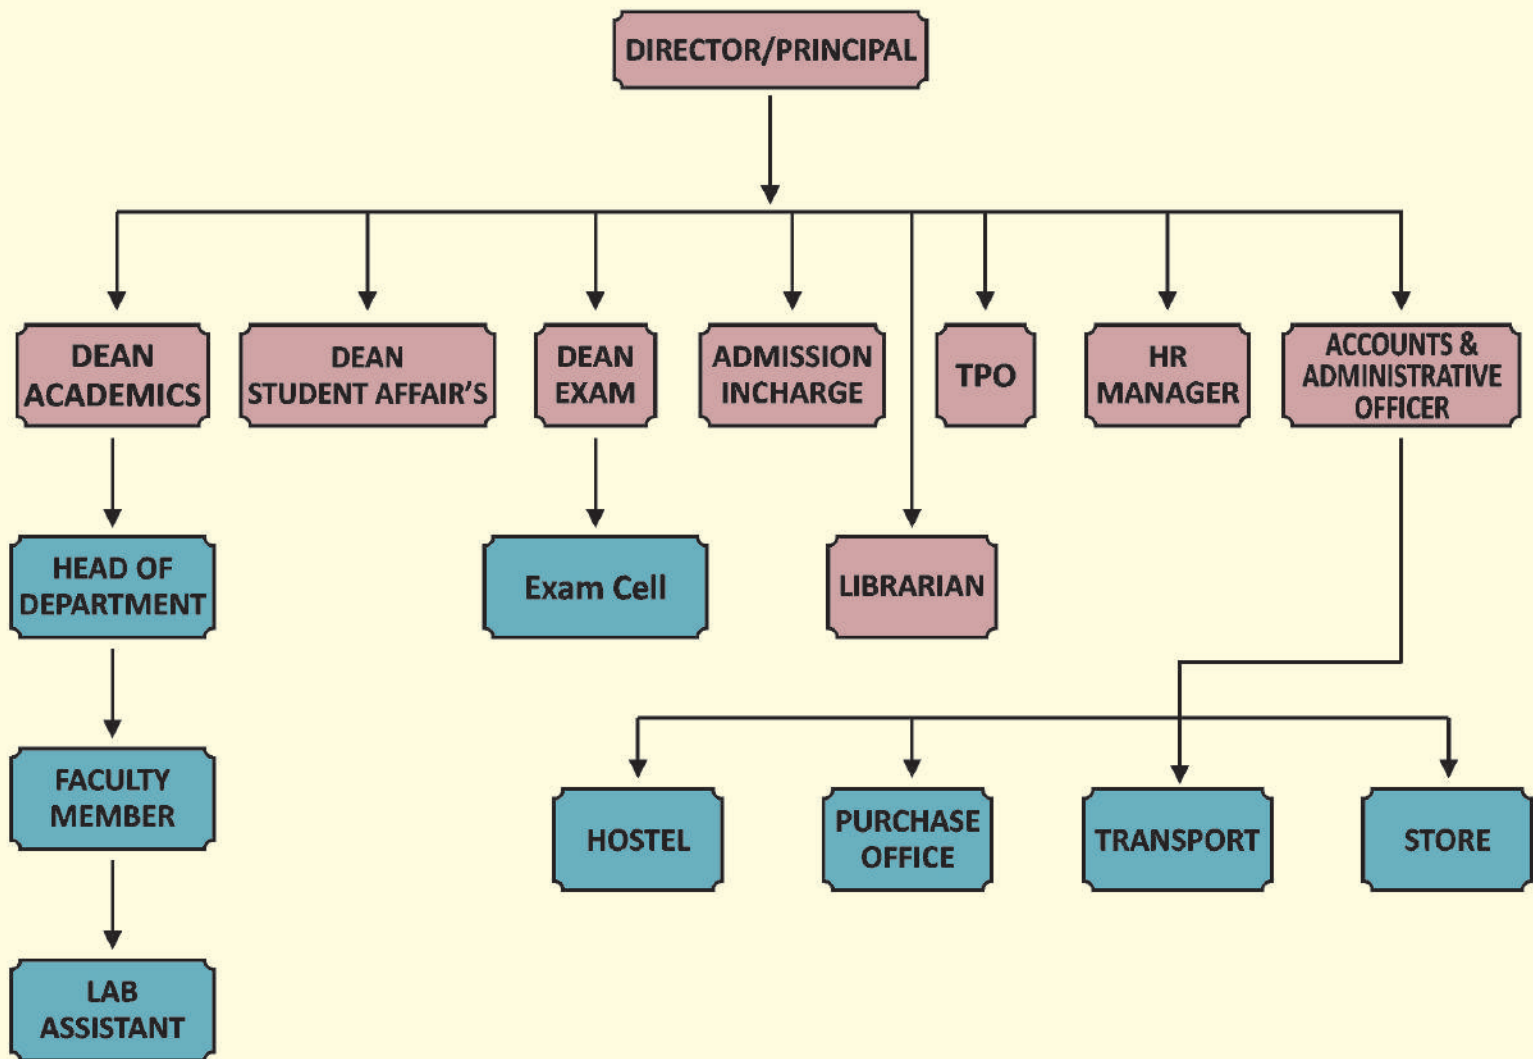 DIRECTOR/PRINCIPAL
DEAN
ACADEMICS
DEAN
STUDENT AFFAIR'S
DEAN
EXAM
ADMISSION
INCHARGE
TPO
HR
MANAGER
ACCOUNTS &
ADMINISTRATIVE
OFFICER
HEAD OF
DEPARTMENT
Exam Cell
LIBRARIAN
FACULTY
MEMBER
HOSTEL
PURCHASE
OFFICE
TRANSPORT
STORE
LAB
ASSISTANT